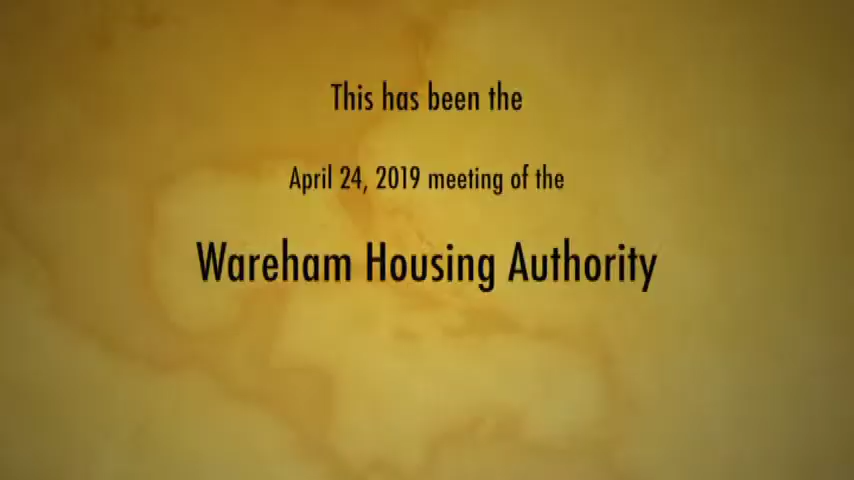 This has been the
April 24, 2019 meeting of the
Wareham Housing Authority